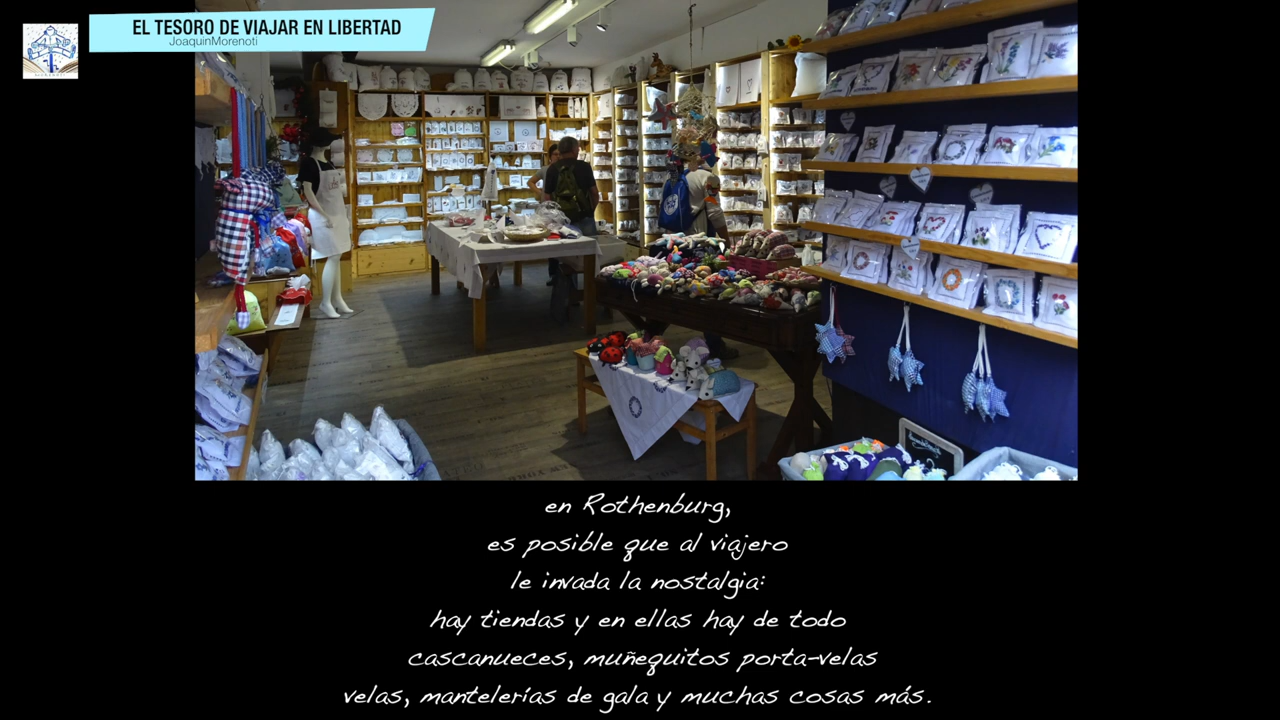 EL TESORO DE VIAJAR EN LIBERTAD
JoaquinMorenoti
en Rothenburg,
es posible que al viajero
le invada la nostalgia:
hay tiendas y en ellas hay de todo
cascanueces, muñequitos porta-velas
velas, mantelerías de gala y muchas cosas más.